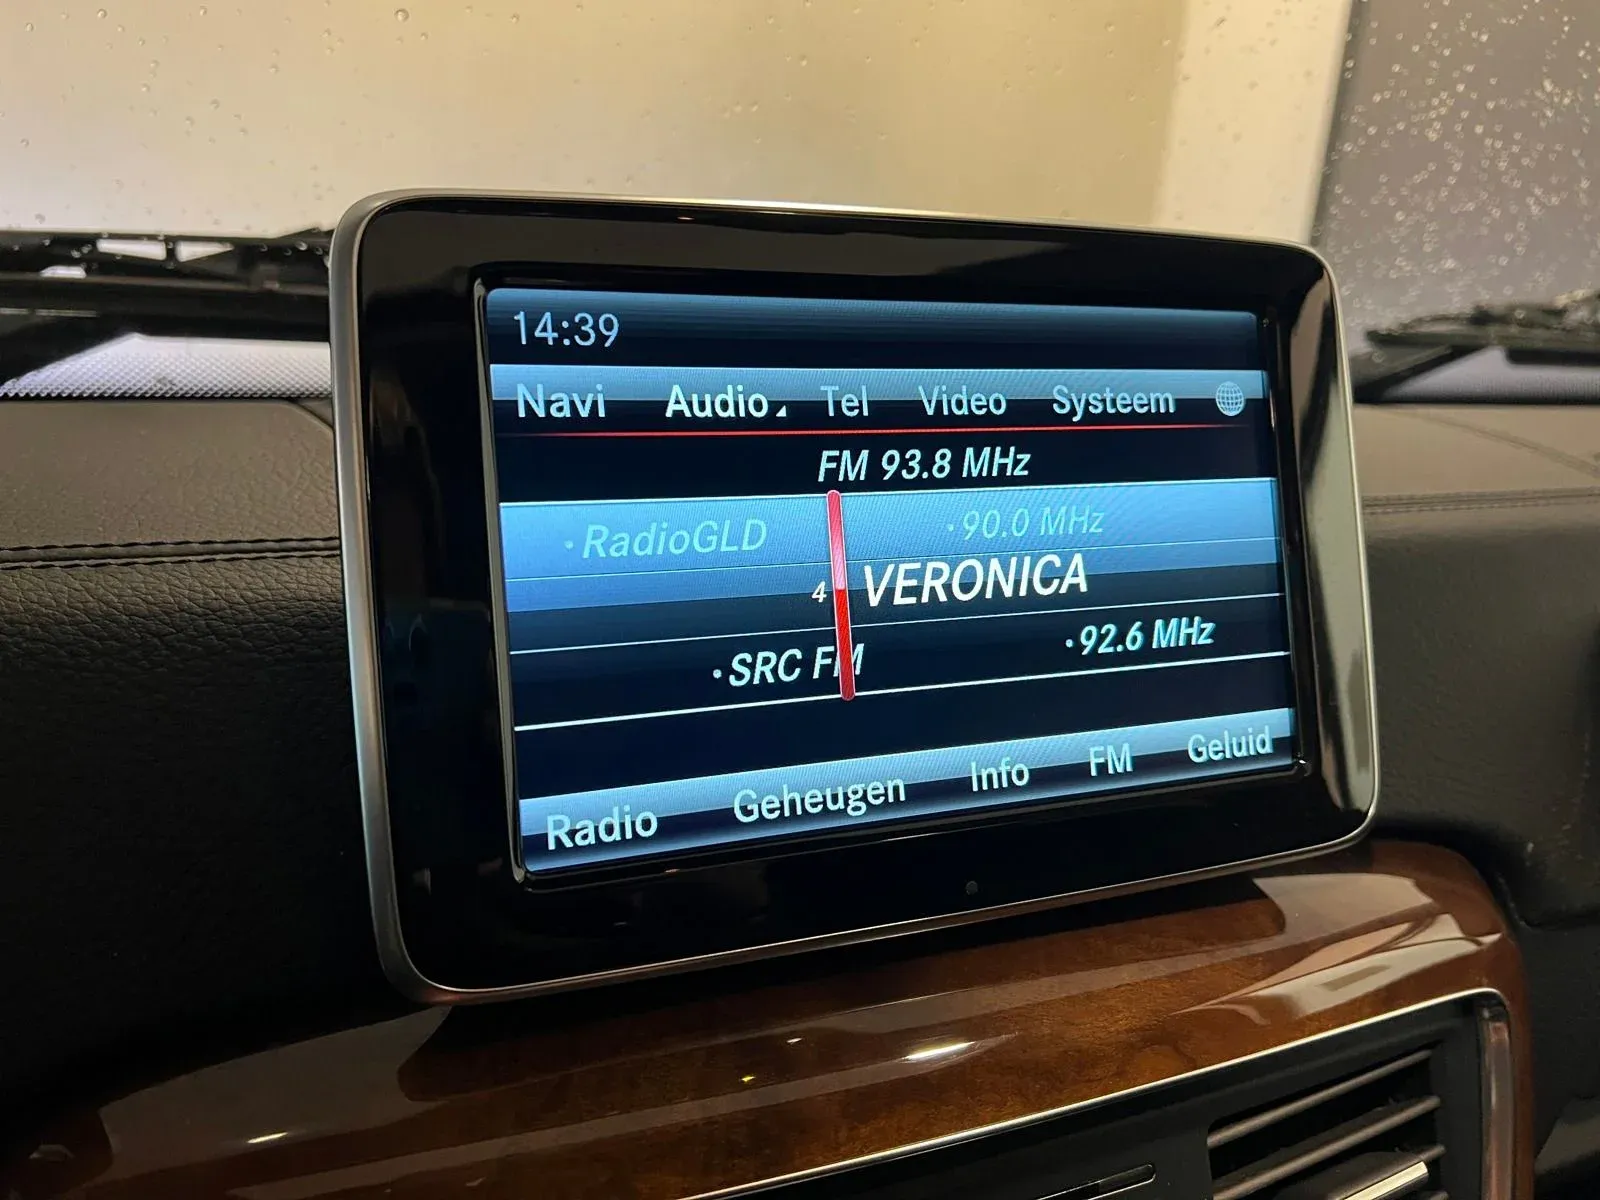 14:39
Navi Audio Tel Video Systeem
FM 93.8 MHz
·RadioGLD ·90.0 MHz
4 VERONICA
·SRC FM ·92.6 MHz
Radio Geheugen Info FM Geluid